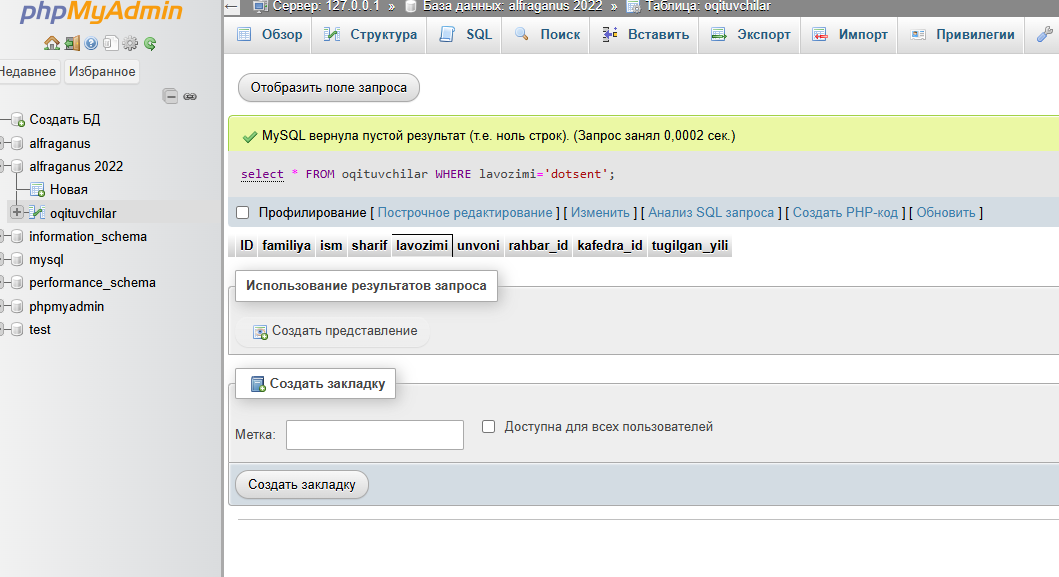 phpMyAdmin
Недавнее Избранное
Создать БД
alfraganus
alfraganus 2022
Новая
oqituvchilar
information_schema
mysql
performance_schema
phpmyadmin
test
← Сервер: 127.0.0.1 » База данных: alfraganus 2022 » Таблица: oqituvchilar
Обзор Структура SQL Поиск Вставить Экспорт Импорт Привилегии
Отобразить поле запроса
MySQL вернула пустой результат (т.е. ноль строк). (Запрос занял 0,0002 сек.)
select * FROM oqituvchilar WHERE lavozimi='dotsent';
Профилирование [ Построчное редактирование ] [ Изменить ] [ Анализ SQL запроса ] [ Создать PHP-код ] [ Обновить ]
ID familiya ism sharif lavozimi unvoni rahbar_id kafedra_id tugilgan_yili
Использование результатов запроса
Создать представление
Создать закладку
Метка: Доступна для всех пользователей
Создать закладку